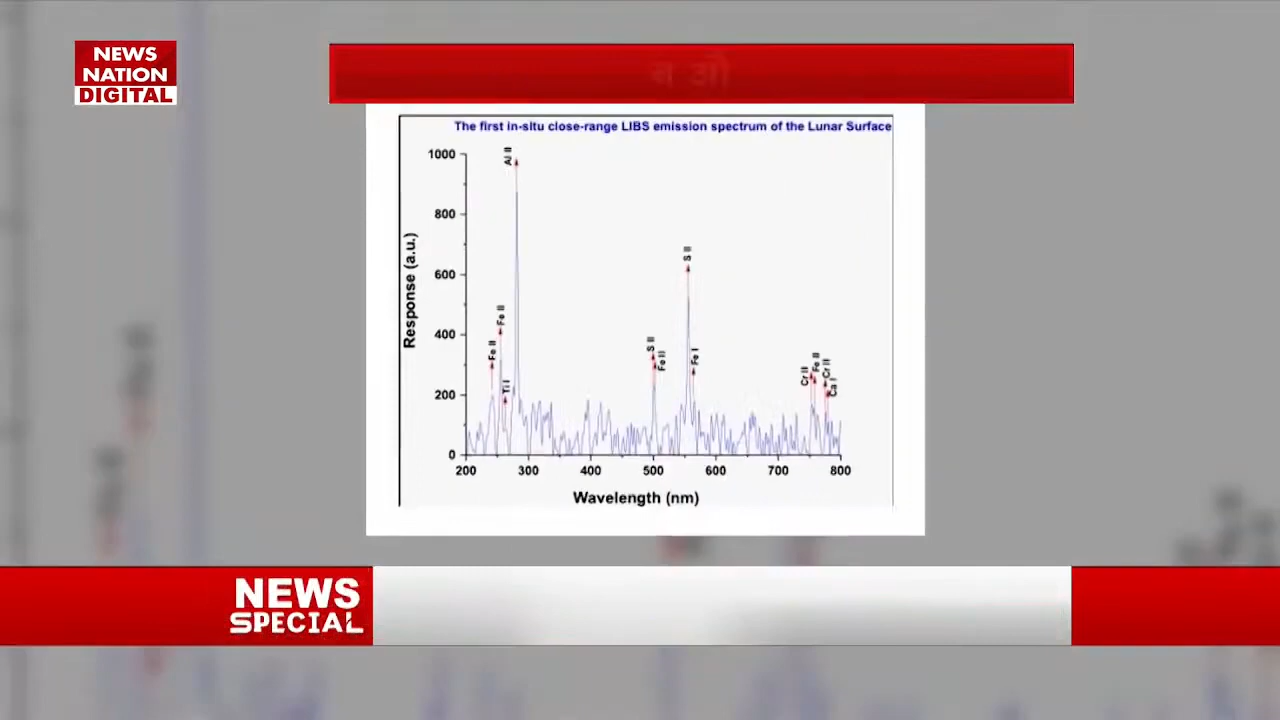 NEWS
NATION
DIGITAL
The first in-situ close-range LIBS emission spectrum of the Lunar Surface
1000
800
600
400
200
0
Response (a.u.)
Fe II
Fe II
Ti I
Al II
S II
Fe II
S II
Fe I
Cr II
Fe II
Cr II
Ca I
200 300 400 500 600 700 800
Wavelength (nm)
NEWS
SPECIAL